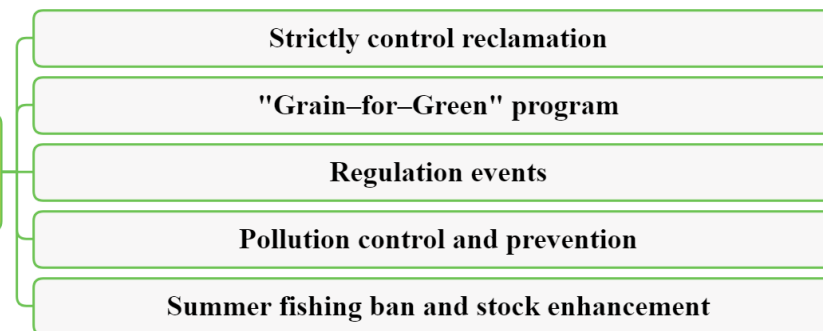 Strictly control reclamation
"Grain–for–Green" program
Regulation events
Pollution control and prevention
Summer fishing ban and stock enhancement